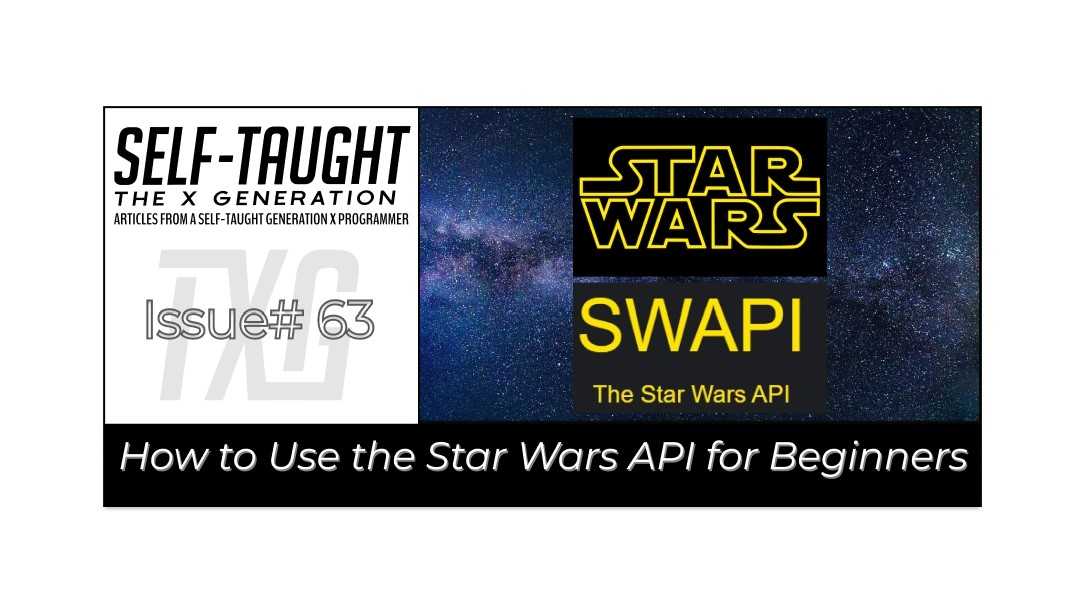 SELF-TAUGHT
THE X GENERATION
ARTICLES FROM A SELF-TAUGHT GENERATION X PROGRAMMER
TXG
Issue# 63
STAR
WARS
SWAPI
The Star Wars API
How to Use the Star Wars API for Beginners